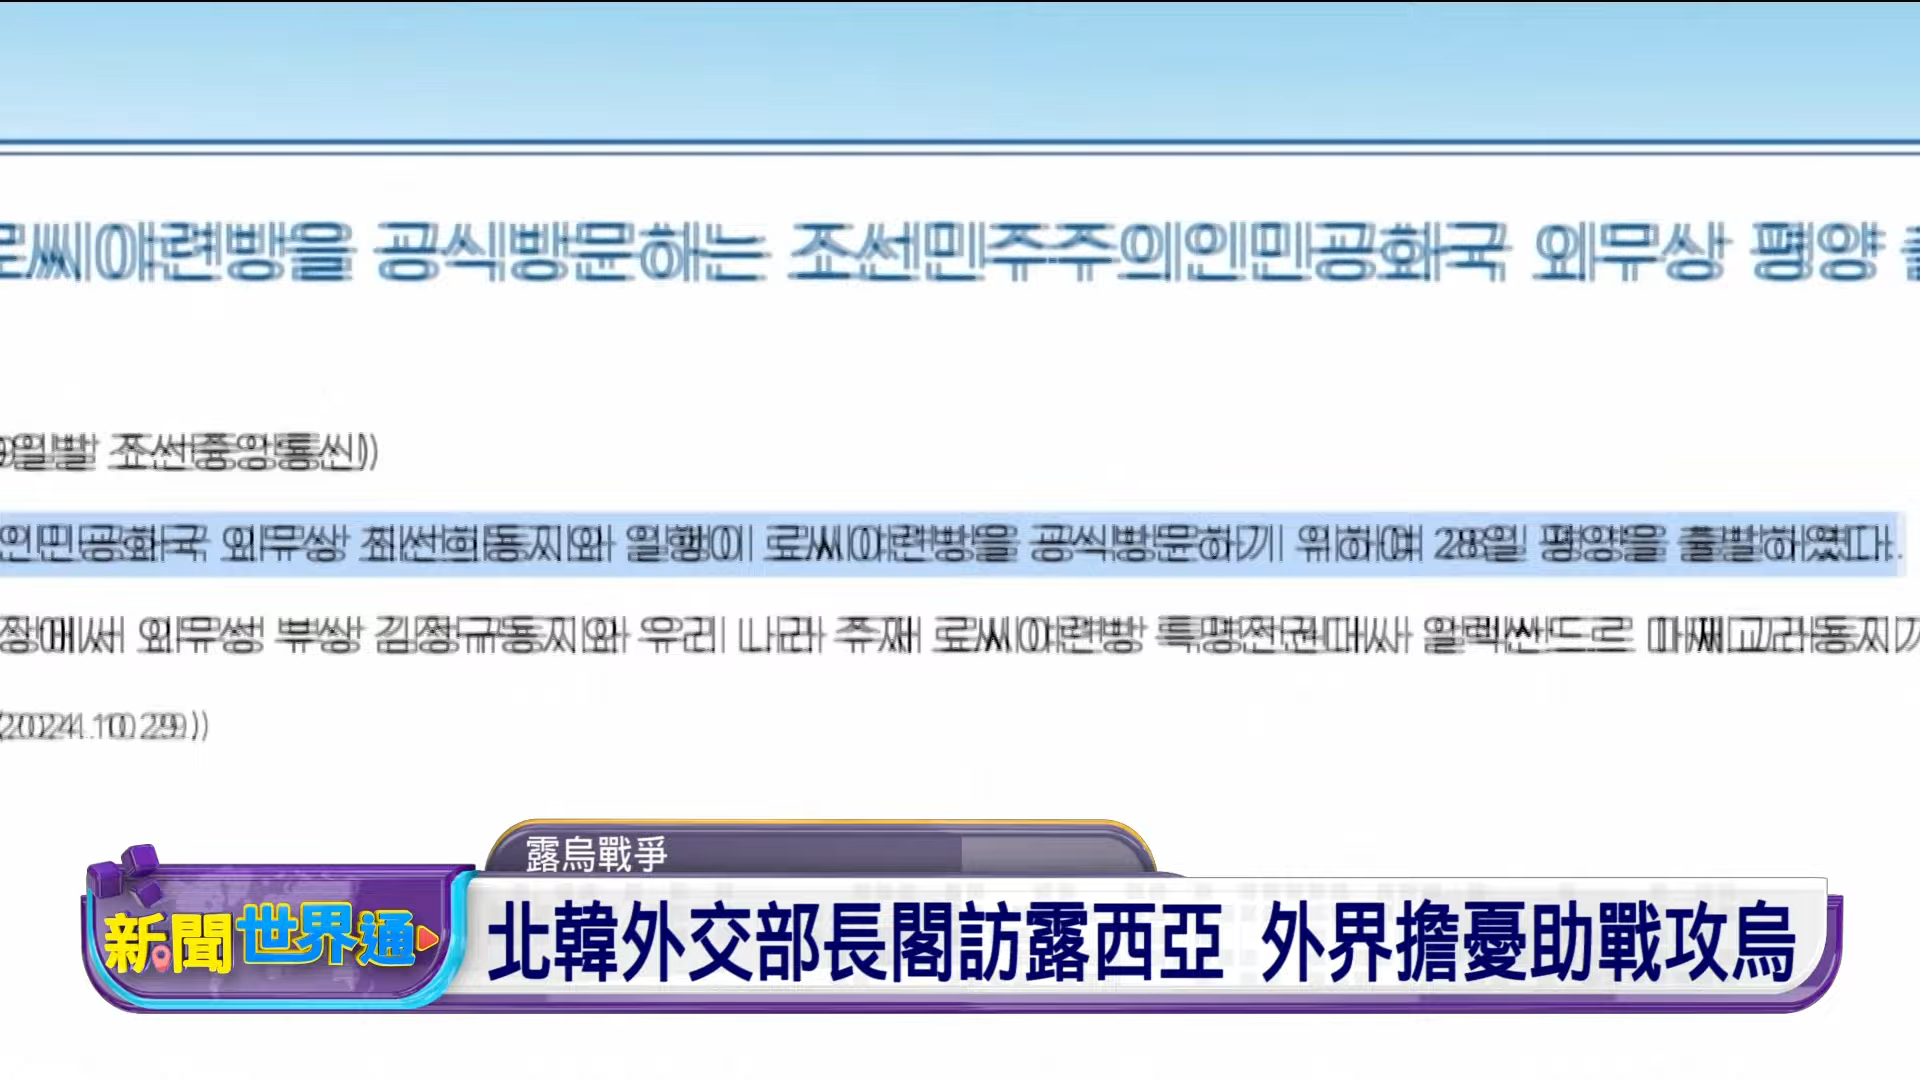 로씨야련방을 공식방문하는 조선민주주의인민공화국 외무상 평양
9일발 조선중앙통신)
인민공화국 외무상 최선희동지와 일행이 로씨야련방을 공식방문하기 위하여 28일 평양을 출발하였다.
장에서 외무성 부상 김정규동지와 우리 나라 주재 로씨야련방 특명전권대사 알렉싼드르 마쩨고라동지가
2024.10.29.)
露烏戰爭
新聞世界通
北韓外交部長閣訪露西亞 外界擔憂助戰攻烏